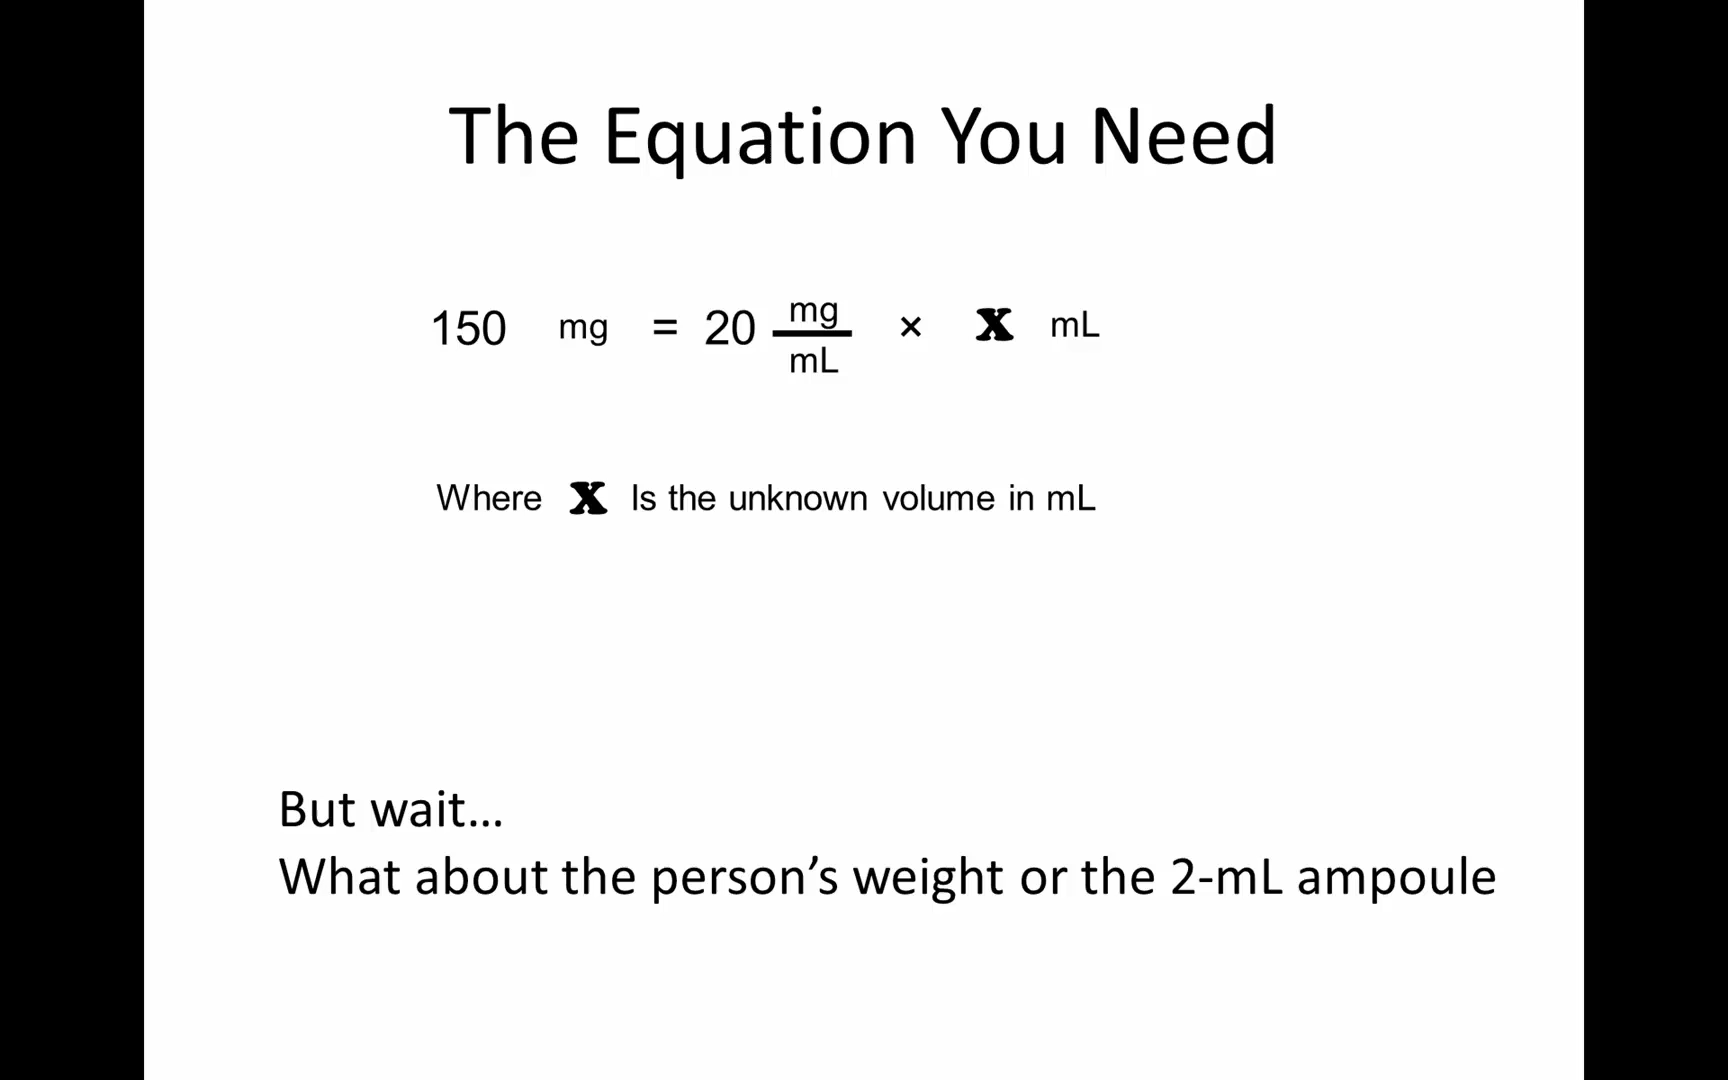 The Equation You Need
150 mg = 20 mg/mL × x mL
Where x Is the unknown volume in mL
But wait...
What about the person’s weight or the 2-mL ampoule